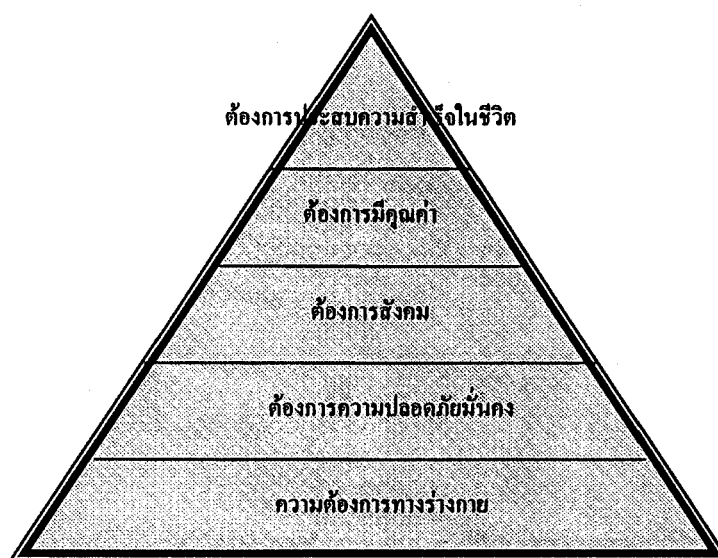 ต้องการประสบความสำเร็จในชีวิต
ต้องการมีคุณค่า
ต้องการสังคม
ต้องการความปลอดภัยมั่นคง
ความต้องการทางร่างกาย